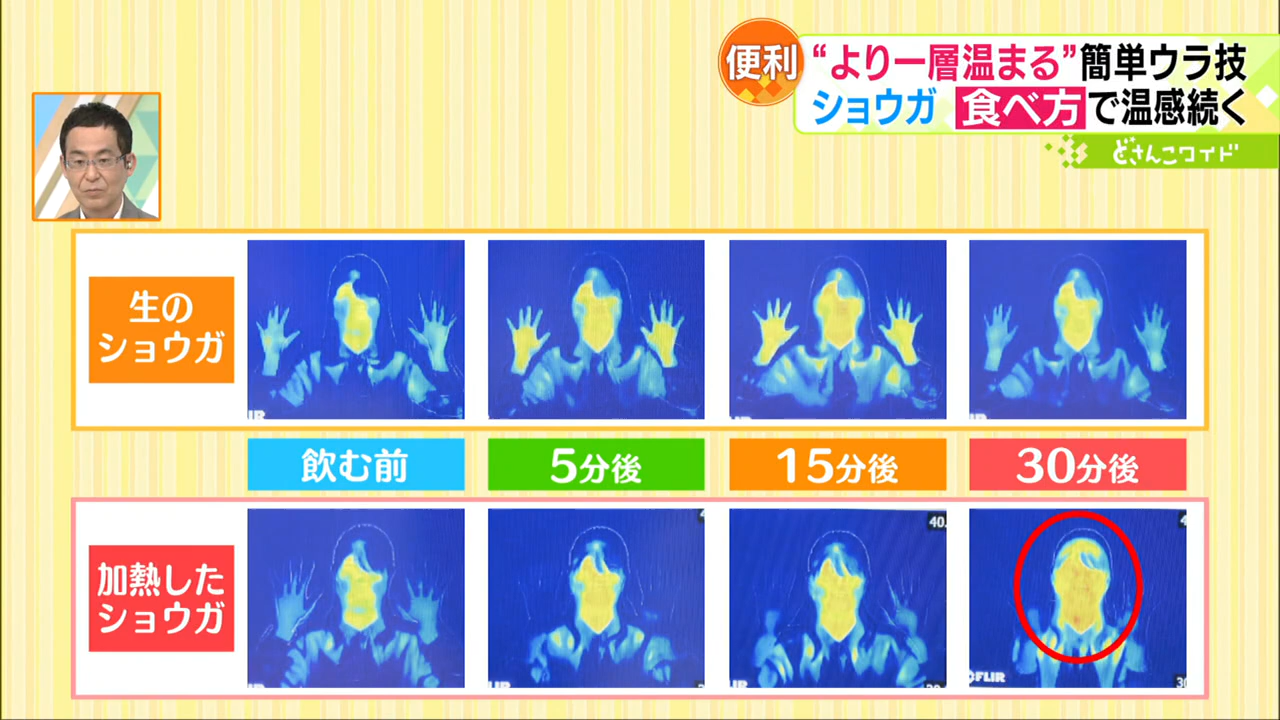 便利
“より一層温まる”簡単ウラ技
ショウガ 食べ方で温感続く
どさんこワイド
生の
ショウガ
飲む前
5分後
15分後
30分後
加熱した
ショウガ
40.
FLIR